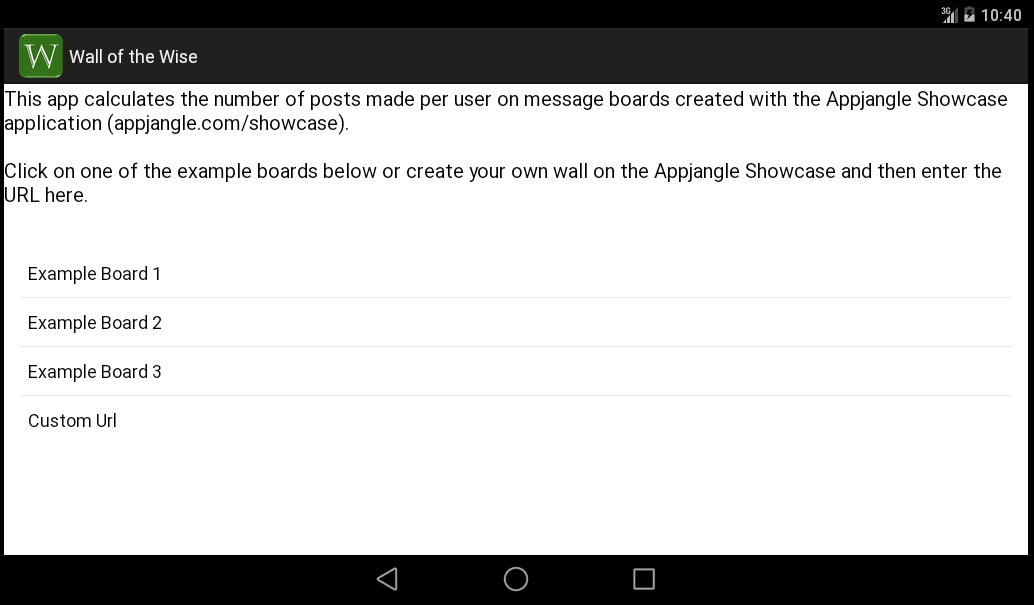 3G 10:40
W Wall of the Wise
This app calculates the number of posts made per user on message boards created with the Appjangle Showcase
application (appjangle.com/showcase).
Click on one of the example boards below or create your own wall on the Appjangle Showcase and then enter the
URL here.
Example Board 1
Example Board 2
Example Board 3
Custom Url